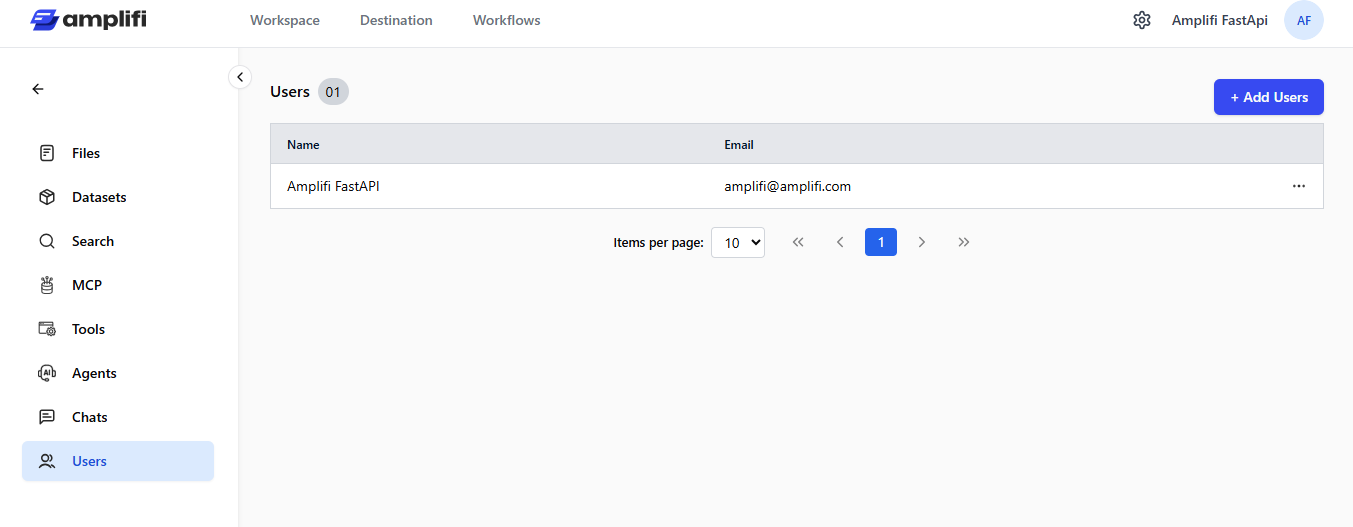 amplifi
Workspace
Destination
Workflows
Amplifi FastApi
AF
Files
Datasets
Search
MCP
Tools
AI
Agents
Chats
Users
Users 01
+ Add Users
Name Email
Amplifi FastAPI amplifi@amplifi.com ...
Items per page: 10 1